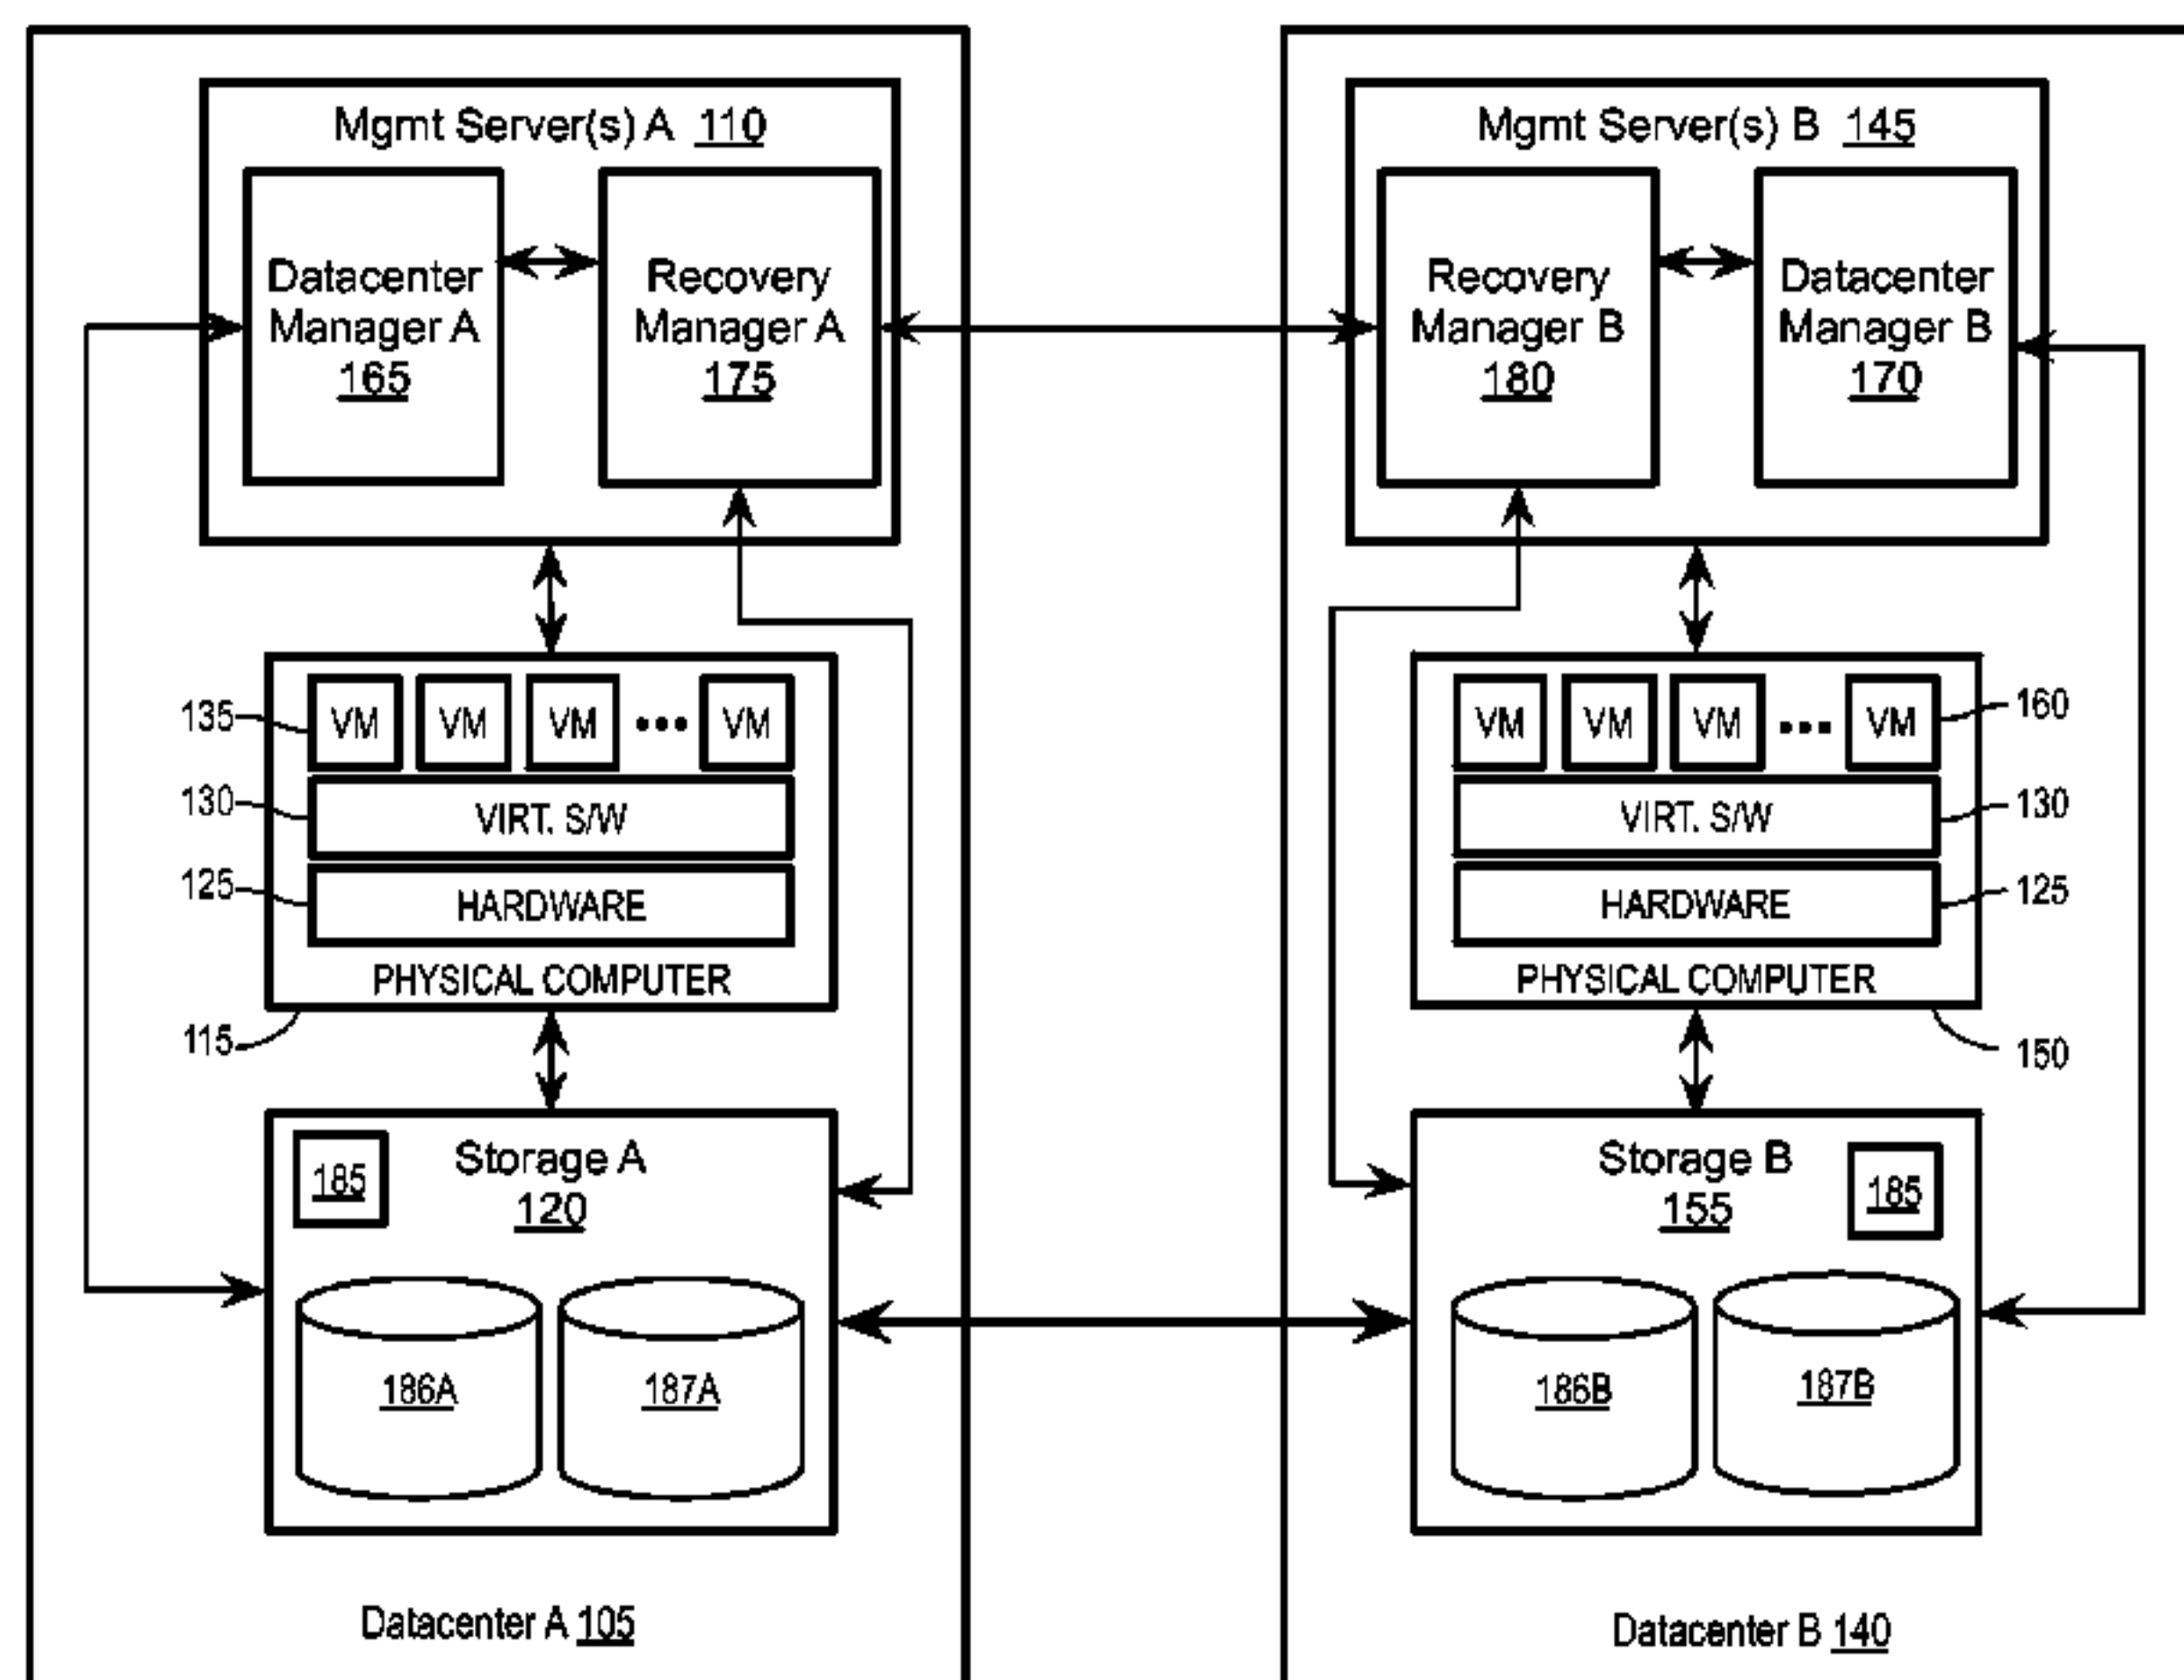 Mgmt Server(s) A 110
Datacenter
Manager A
165
Recovery
Manager A
175
135
VM VM VM ••• VM
130
VIRT. S/W
125
HARDWARE
PHYSICAL COMPUTER
115
185
Storage A
120
186A
187A
Datacenter A 105
Mgmt Server(s) B 145
Recovery
Manager B
180
Datacenter
Manager B
170
VM VM VM ••• VM
160
VIRT. S/W
130
HARDWARE
125
PHYSICAL COMPUTER
150
Storage B
155
185
186B
187B
Datacenter B 140